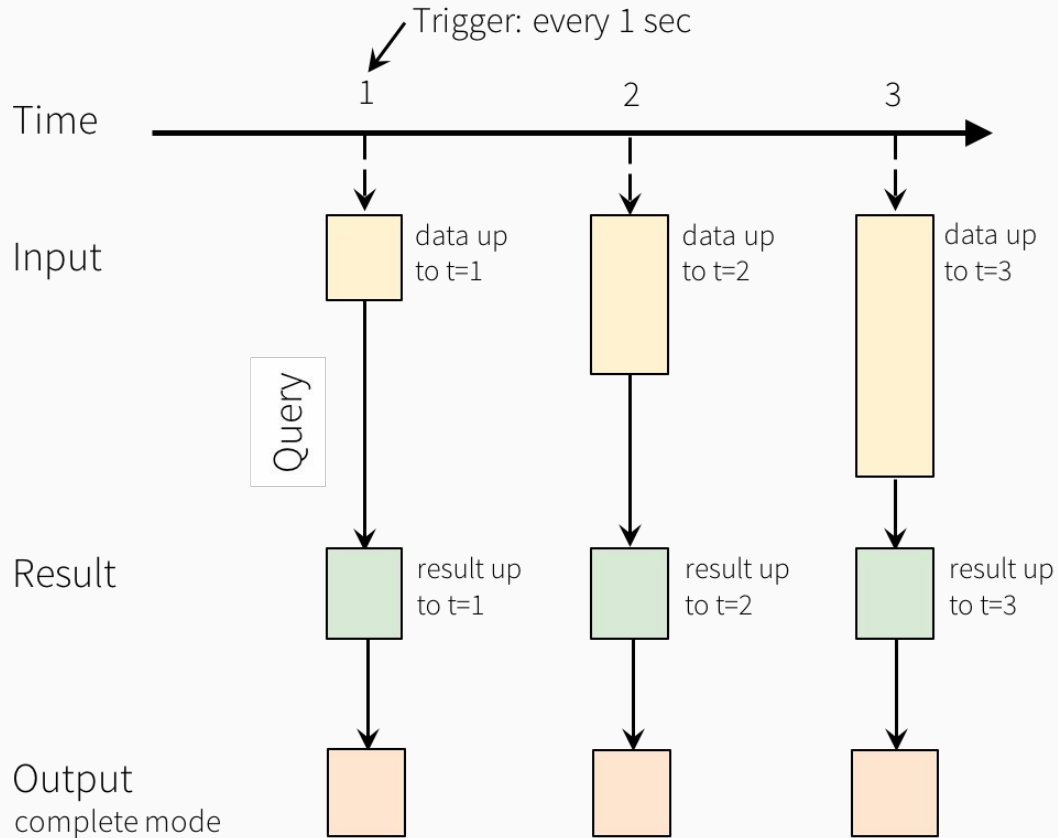 Trigger: every 1 sec
1
2
3
Time
Input
data up
to t=1
data up
to t=2
data up
to t=3
Query
Result
result up
to t=1
result up
to t=2
result up
to t=3
Output
complete mode